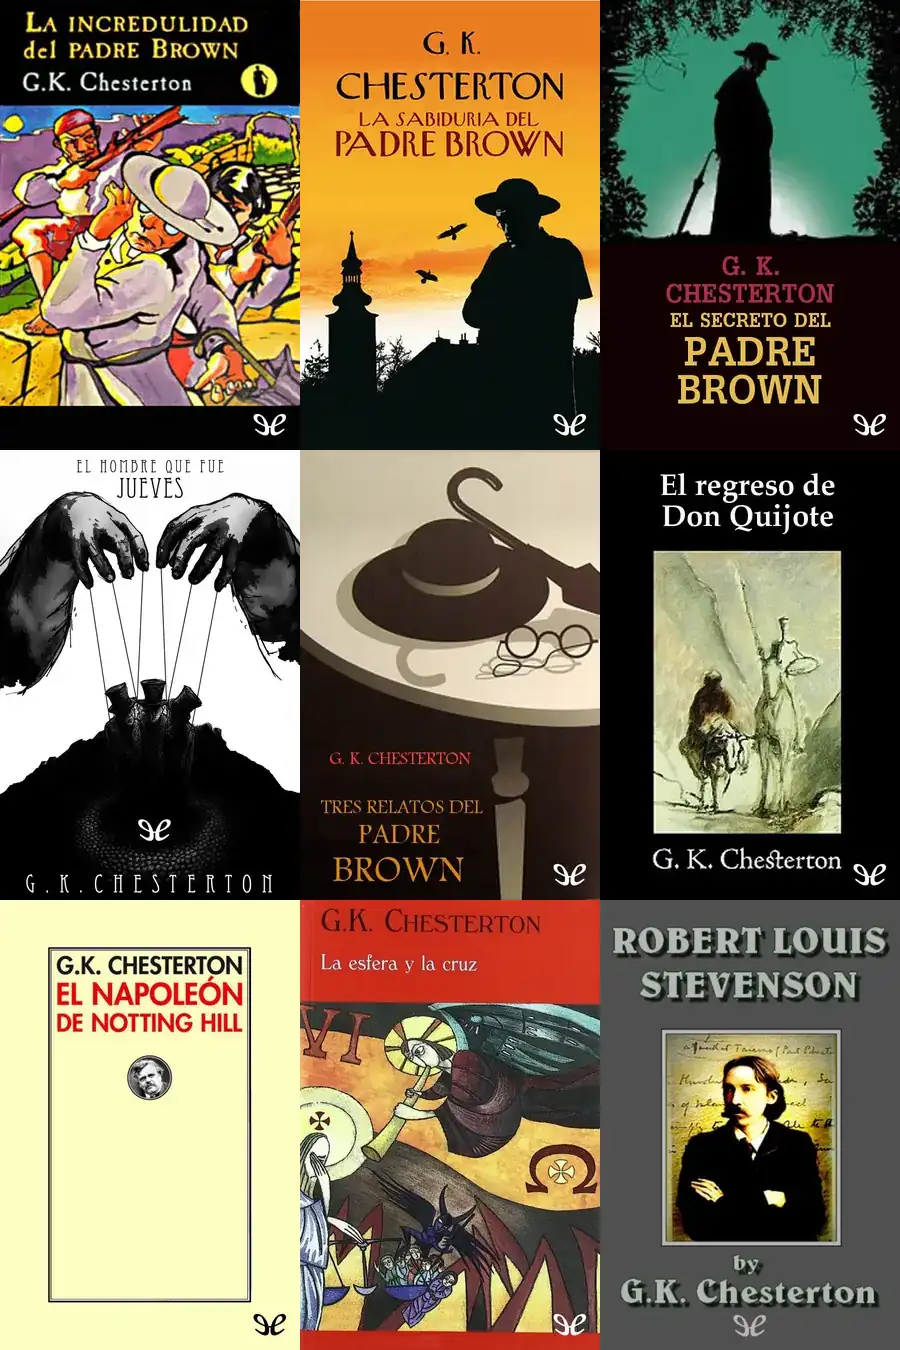 LA INCREDULIDAD
del PADRE BROWN
G.K. Chesterton
G. K.
CHESTERTON
LA SABIDURIA DEL
PADRE BROWN
G. K.
CHESTERTON
EL SECRETO DEL
PADRE
BROWN
EL HOMBRE QUE FUE
JUEVES
G.K.CHESTERTON
G. K. CHESTERTON
TRES RELATOS DEL
PADRE
BROWN
El regreso de
Don Quijote
G. K. Chesterton
G.K. CHESTERTON
EL NAPOLEÓN
DE NOTTING HILL
G.K. CHESTERTON
La esfera y la cruz
VI
Ω
ROBERT LOUIS
STEVENSON
by
G.K. Chesterton